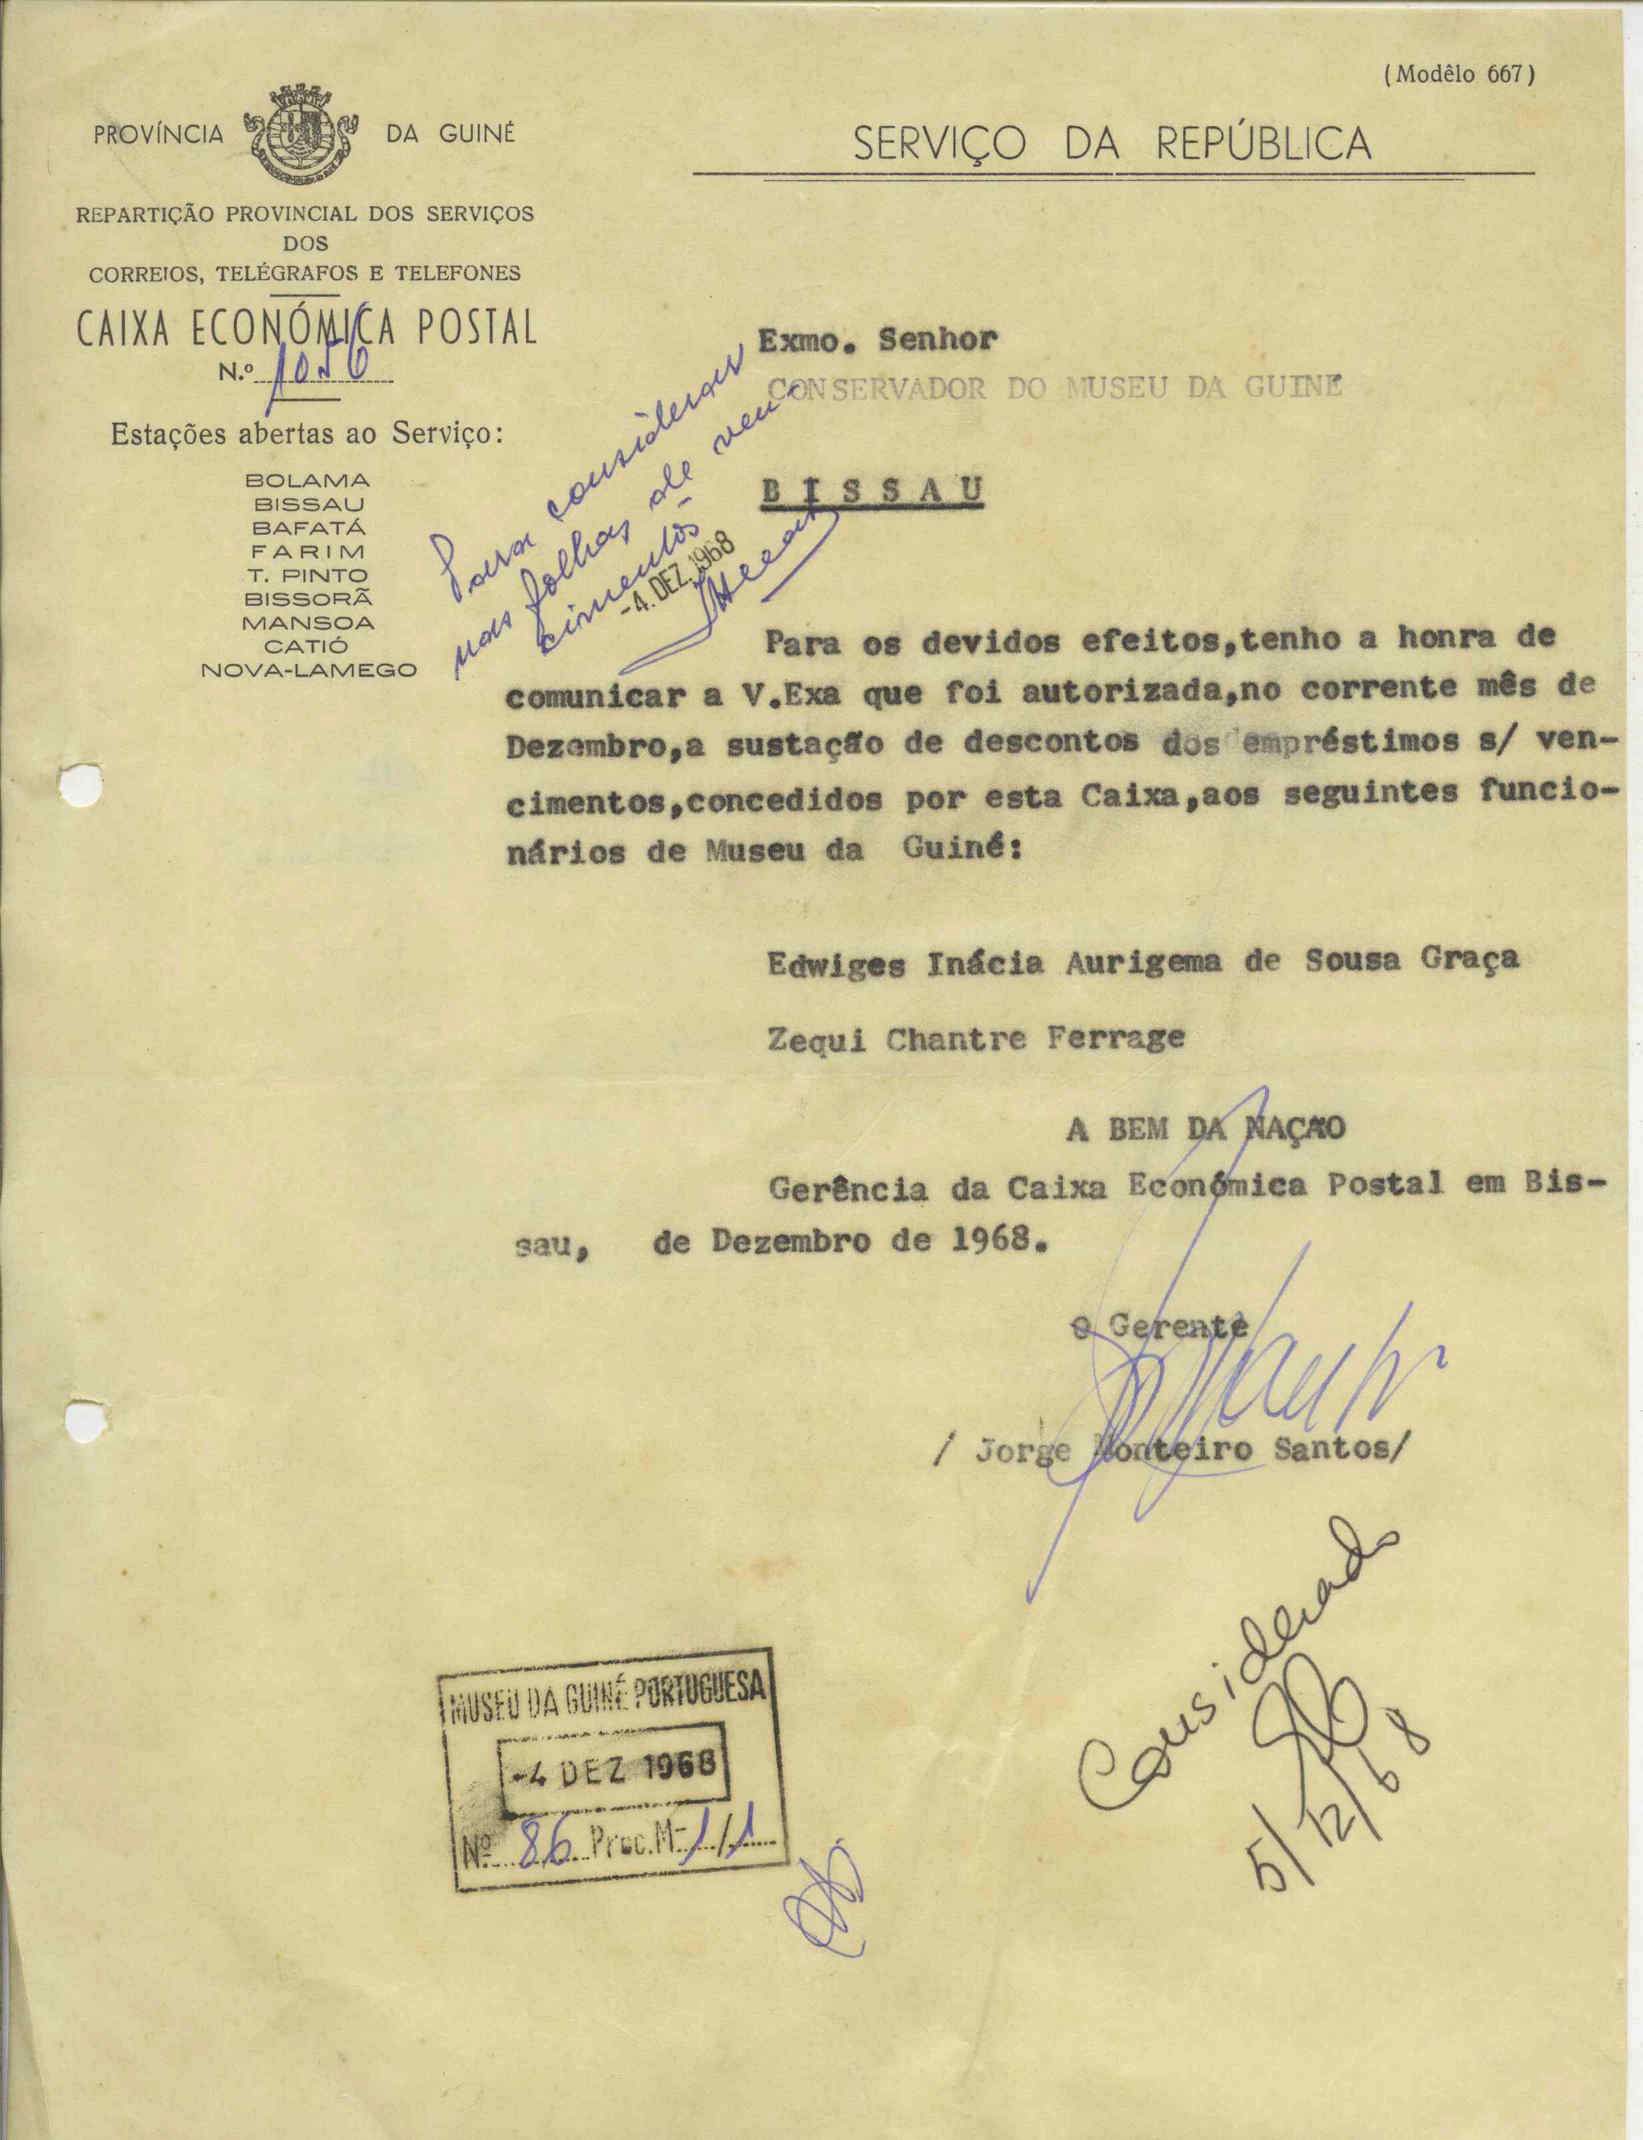 (Modêlo 667)
PROVÍNCIA DA GUINÉ
SERVIÇO DA REPÚBLICA
REPARTIÇÃO PROVINCIAL DOS SERVIÇOS
DOS
CORREIOS, TELÉGRAFOS E TELEFONES
CAIXA ECONÓMICA POSTAL
N.º 1056
Estações abertas ao Serviço:
BOLAMA
BISSAU
BAFATÁ
FARIM
T. PINTO
BISSORÃ
MANSOA
CATIÓ
NOVA-LAMEGO
Exmo. Senhor
CONSERVADOR DO MUSEU DA GUINÉ
B I S S A U
Para considerar
nas folhas de ven-
cimentos
-4. DEZ. 1968
Para os devidos efeitos,tenho a honra de
comunicar a V.Exa que foi autorizada,no corrente mês de
Dezembro,a sustação de descontos dos empréstimos s/ ven-
cimentos,concedidos por esta Caixa,aos seguintes funcio-
nários de Museu da Guiné:
Edwiges Inácia Aurigema de Sousa Graça
Zequi Chantre Ferrage
A BEM DA NAÇÃO
Gerência da Caixa Económica Postal em Bis-
sau, de Dezembro de 1968.
O Gerente
/ Jorge Monteiro Santos/
Considerado
5/12/68
MUSEU DA GUINÉ PORTUGUESA
-4 DEZ 1968
Nº 86 Proc.M-1/1